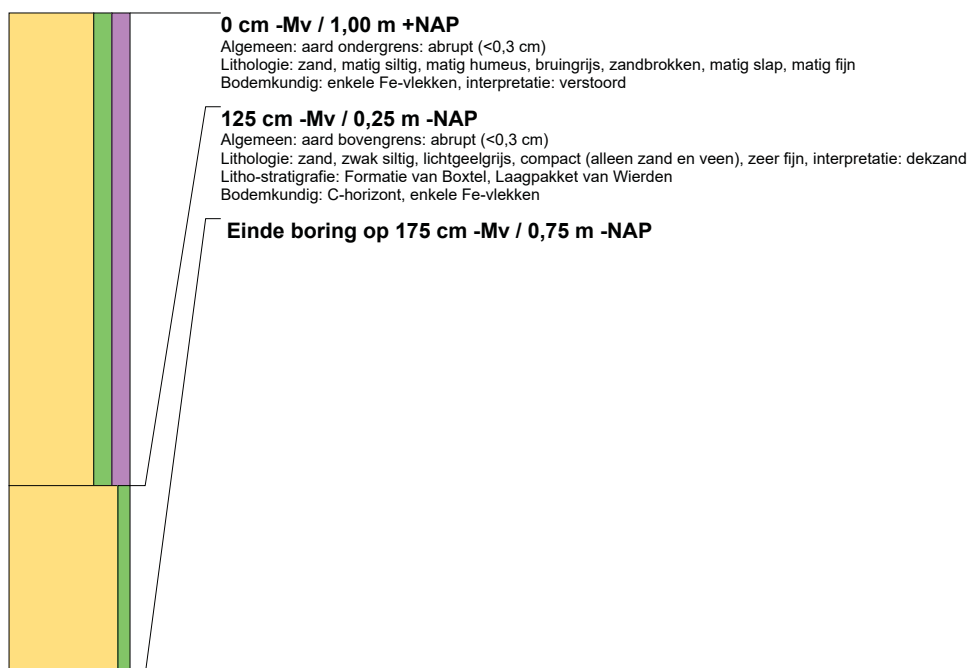 0 cm -Mv / 1,00 m +NAP
Algemeen: aard ondergrens: abrupt (<0,3 cm)
Lithologie: zand, matig siltig, matig humeus, bruingrijs, zandbrokken, matig slap, matig fijn
Bodemkundig: enkele Fe-vlekken, interpretatie: verstoord
125 cm -Mv / 0,25 m -NAP
Algemeen: aard bovengrens: abrupt (<0,3 cm)
Lithologie: zand, zwak siltig, lichtgeelgrijs, compact (alleen zand en veen), zeer fijn, interpretatie: dekzand
Litho-stratigrafie: Formatie van Boxtel, Laagpakket van Wierden
Bodemkundig: C-horizont, enkele Fe-vlekken
Einde boring op 175 cm -Mv / 0,75 m -NAP